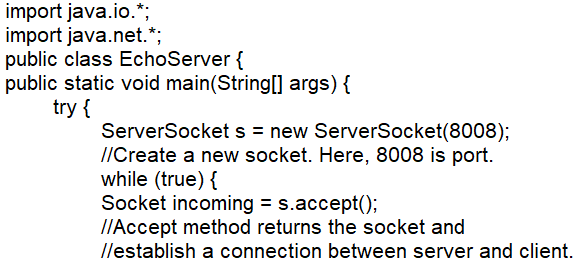 import java.io.*;
import java.net.*;
public class EchoServer {
public static void main(String[] args) {
try {
ServerSocket s = new ServerSocket(8008);
//Create a new socket. Here, 8008 is port.
while (true) {
Socket incoming = s.accept();
//Accept method returns the socket and
//establish a connection between server and client.